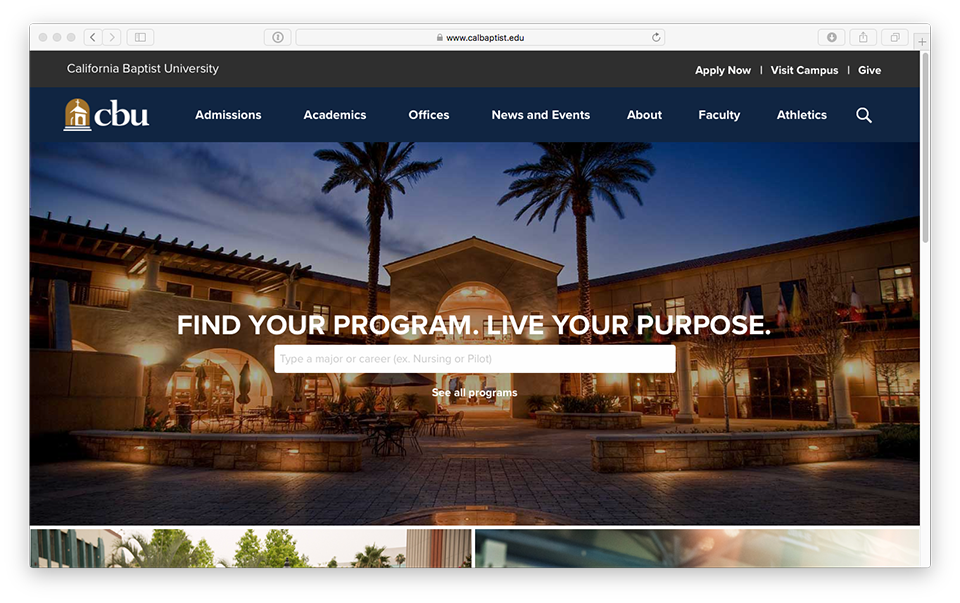 www.calbaptist.edu
California Baptist University
Apply Now | Visit Campus | Give
cbu
Admissions Academics Offices News and Events About Faculty Athletics
FIND YOUR PROGRAM. LIVE YOUR PURPOSE.
Type a major or career (ex. Nursing or Pilot)
See all programs